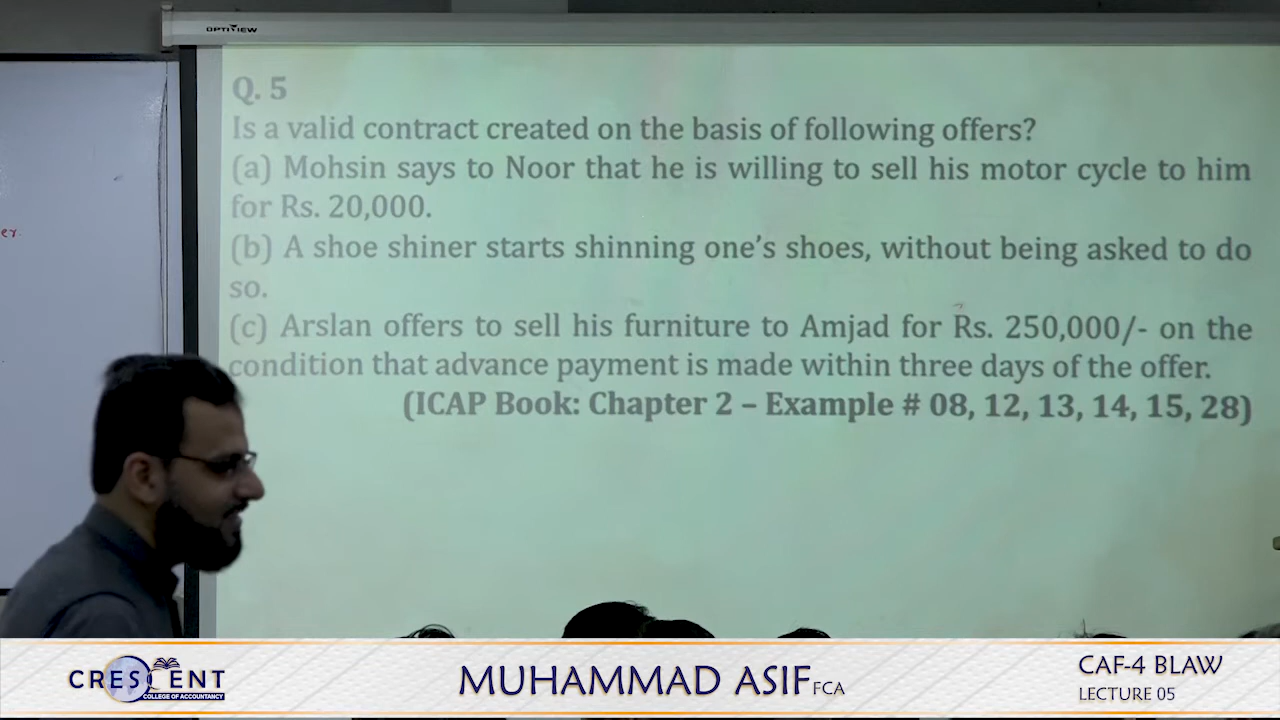 OPTIVIEW
er.
Q. 5
Is a valid contract created on the basis of following offers?
(a) Mohsin says to Noor that he is willing to sell his motor cycle to him
for Rs. 20,000.
(b) A shoe shiner starts shinning one’s shoes, without being asked to do
so.
(c) Arslan offers to sell his furniture to Amjad for Rs. 250,000/- on the
condition that advance payment is made within three days of the offer.
(ICAP Book: Chapter 2 – Example # 08, 12, 13, 14, 15, 28)
CRESCENT
COLLEGE OF ACCOUNTANCY
MUHAMMAD ASIF FCA
CAF-4 BLAW
LECTURE 05